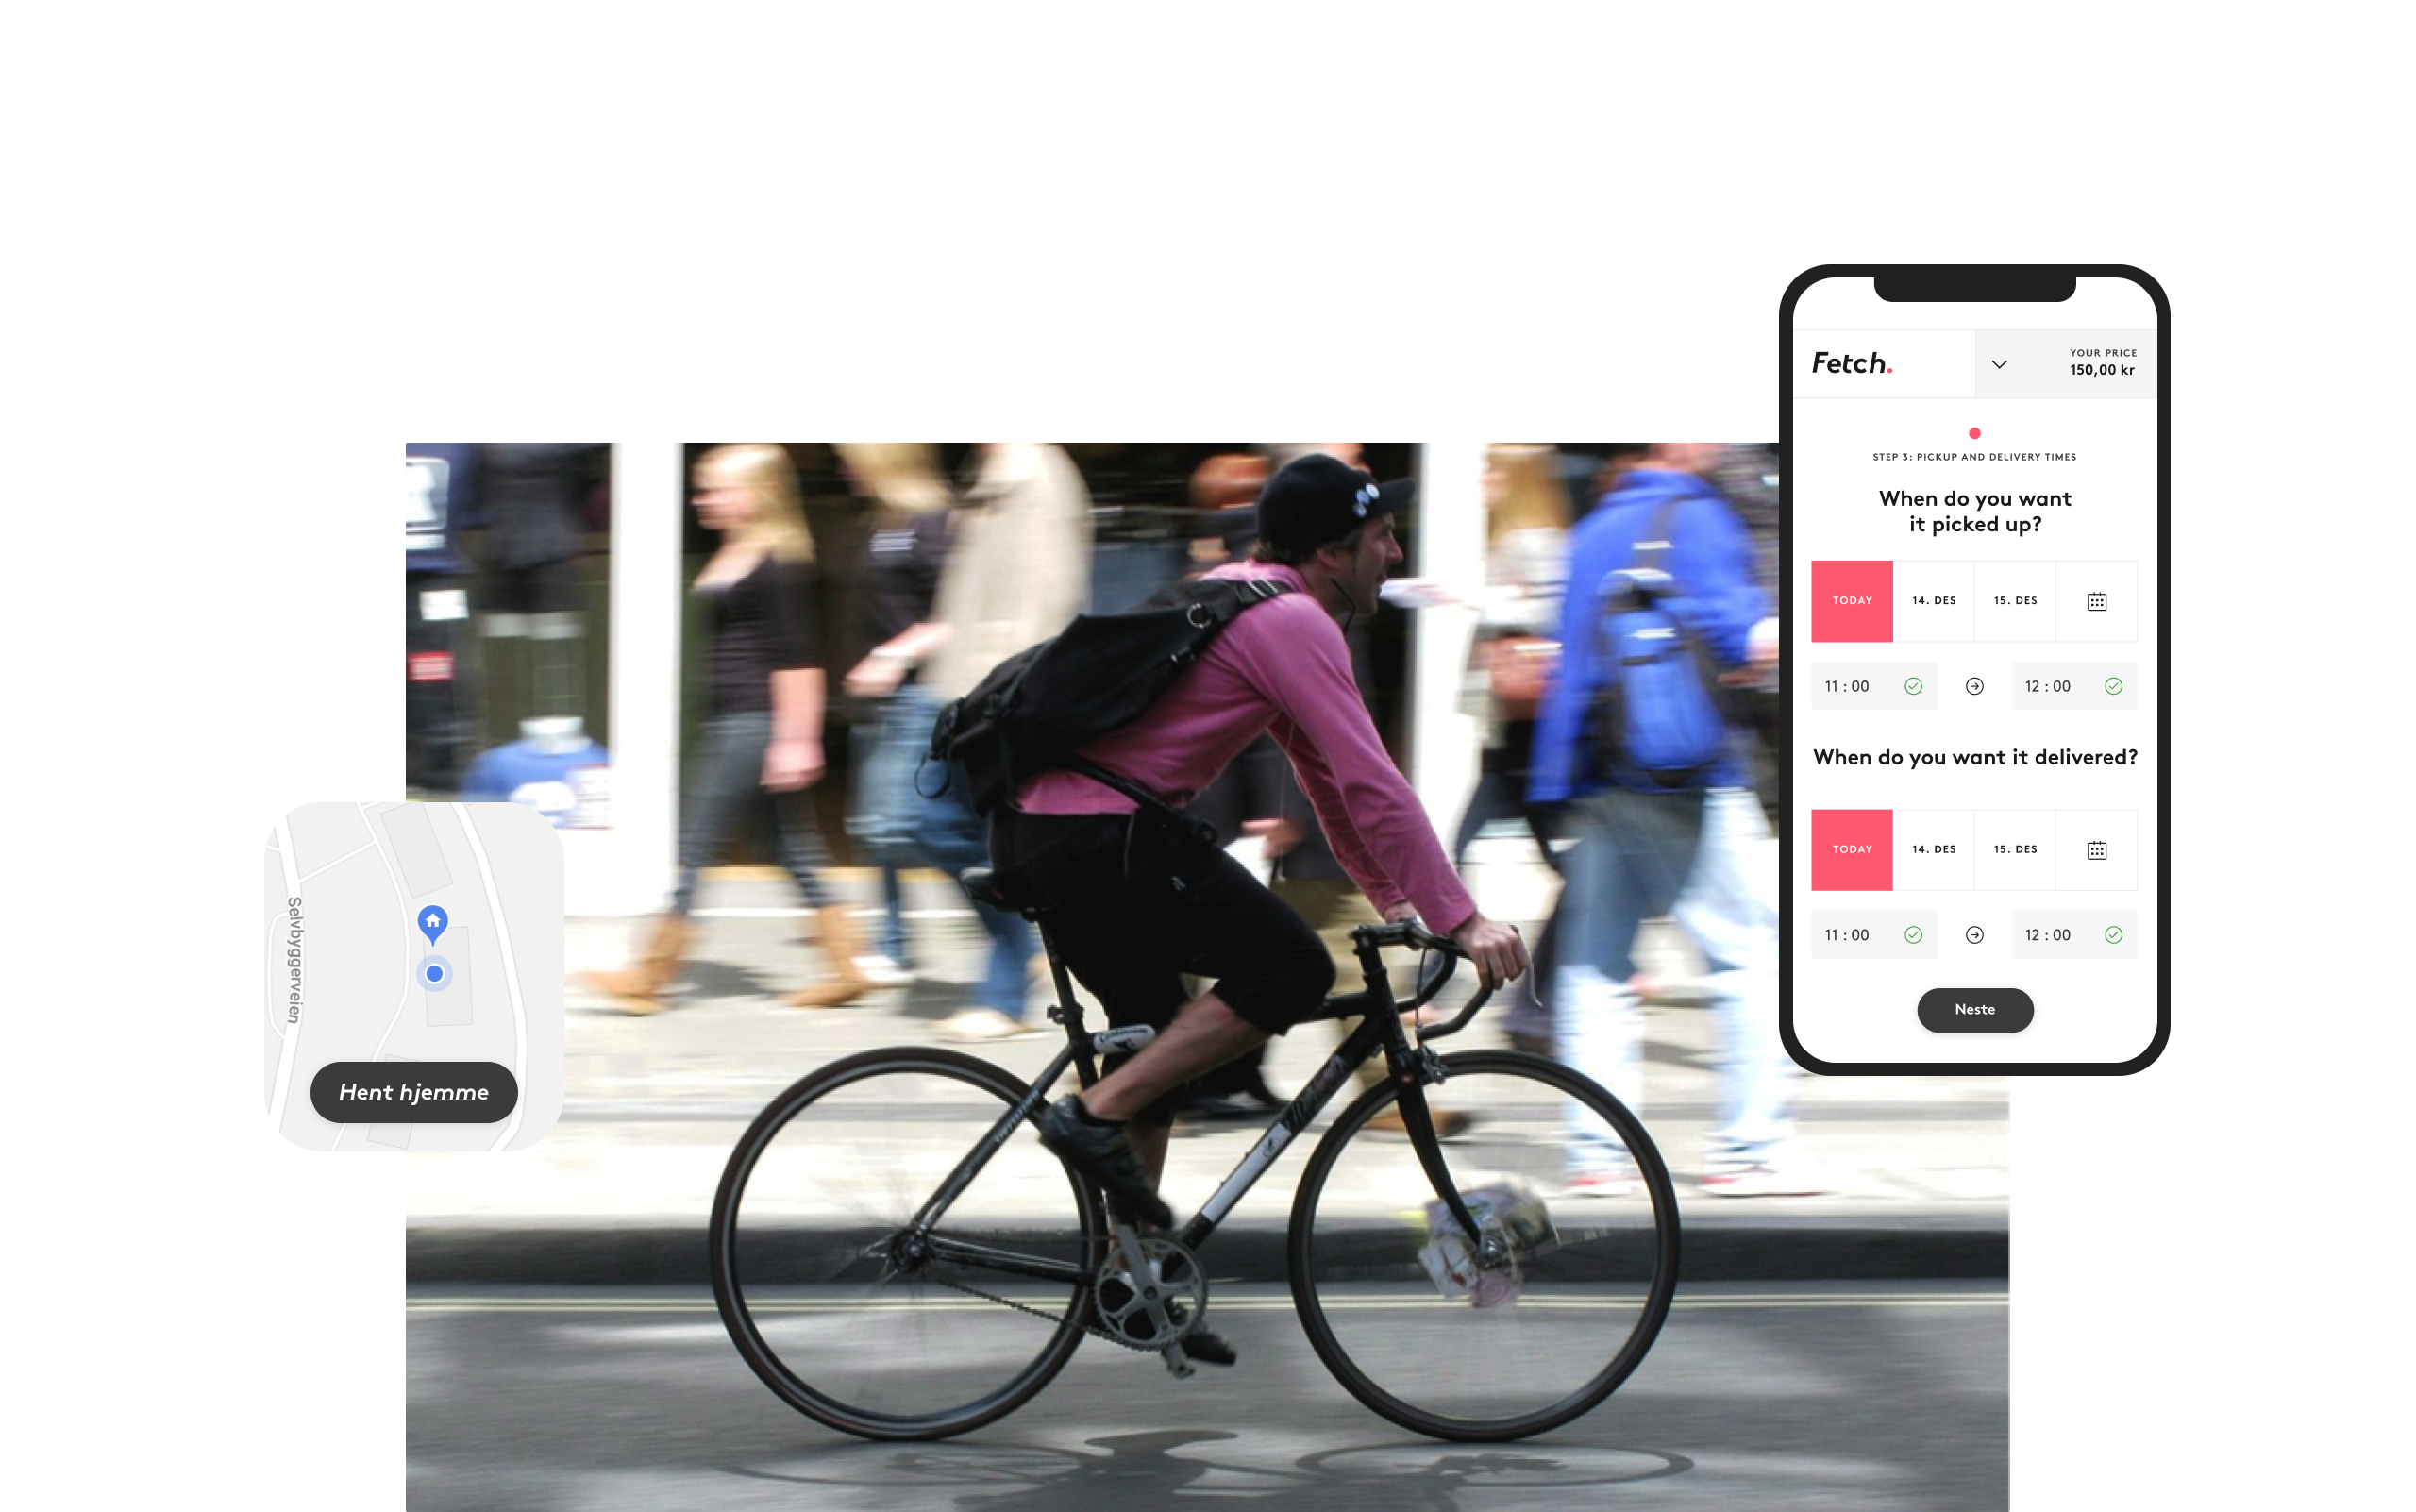 Fetch.
YOUR PRICE
150,00 kr
STEP 3: PICKUP AND DELIVERY TIMES
When do you want
it picked up?
TODAY
14. DES
15. DES
11 : 00
12 : 00
When do you want it delivered?
TODAY
14. DES
15. DES
11 : 00
12 : 00
Neste
Selvbyggerveien
Hent hjemme